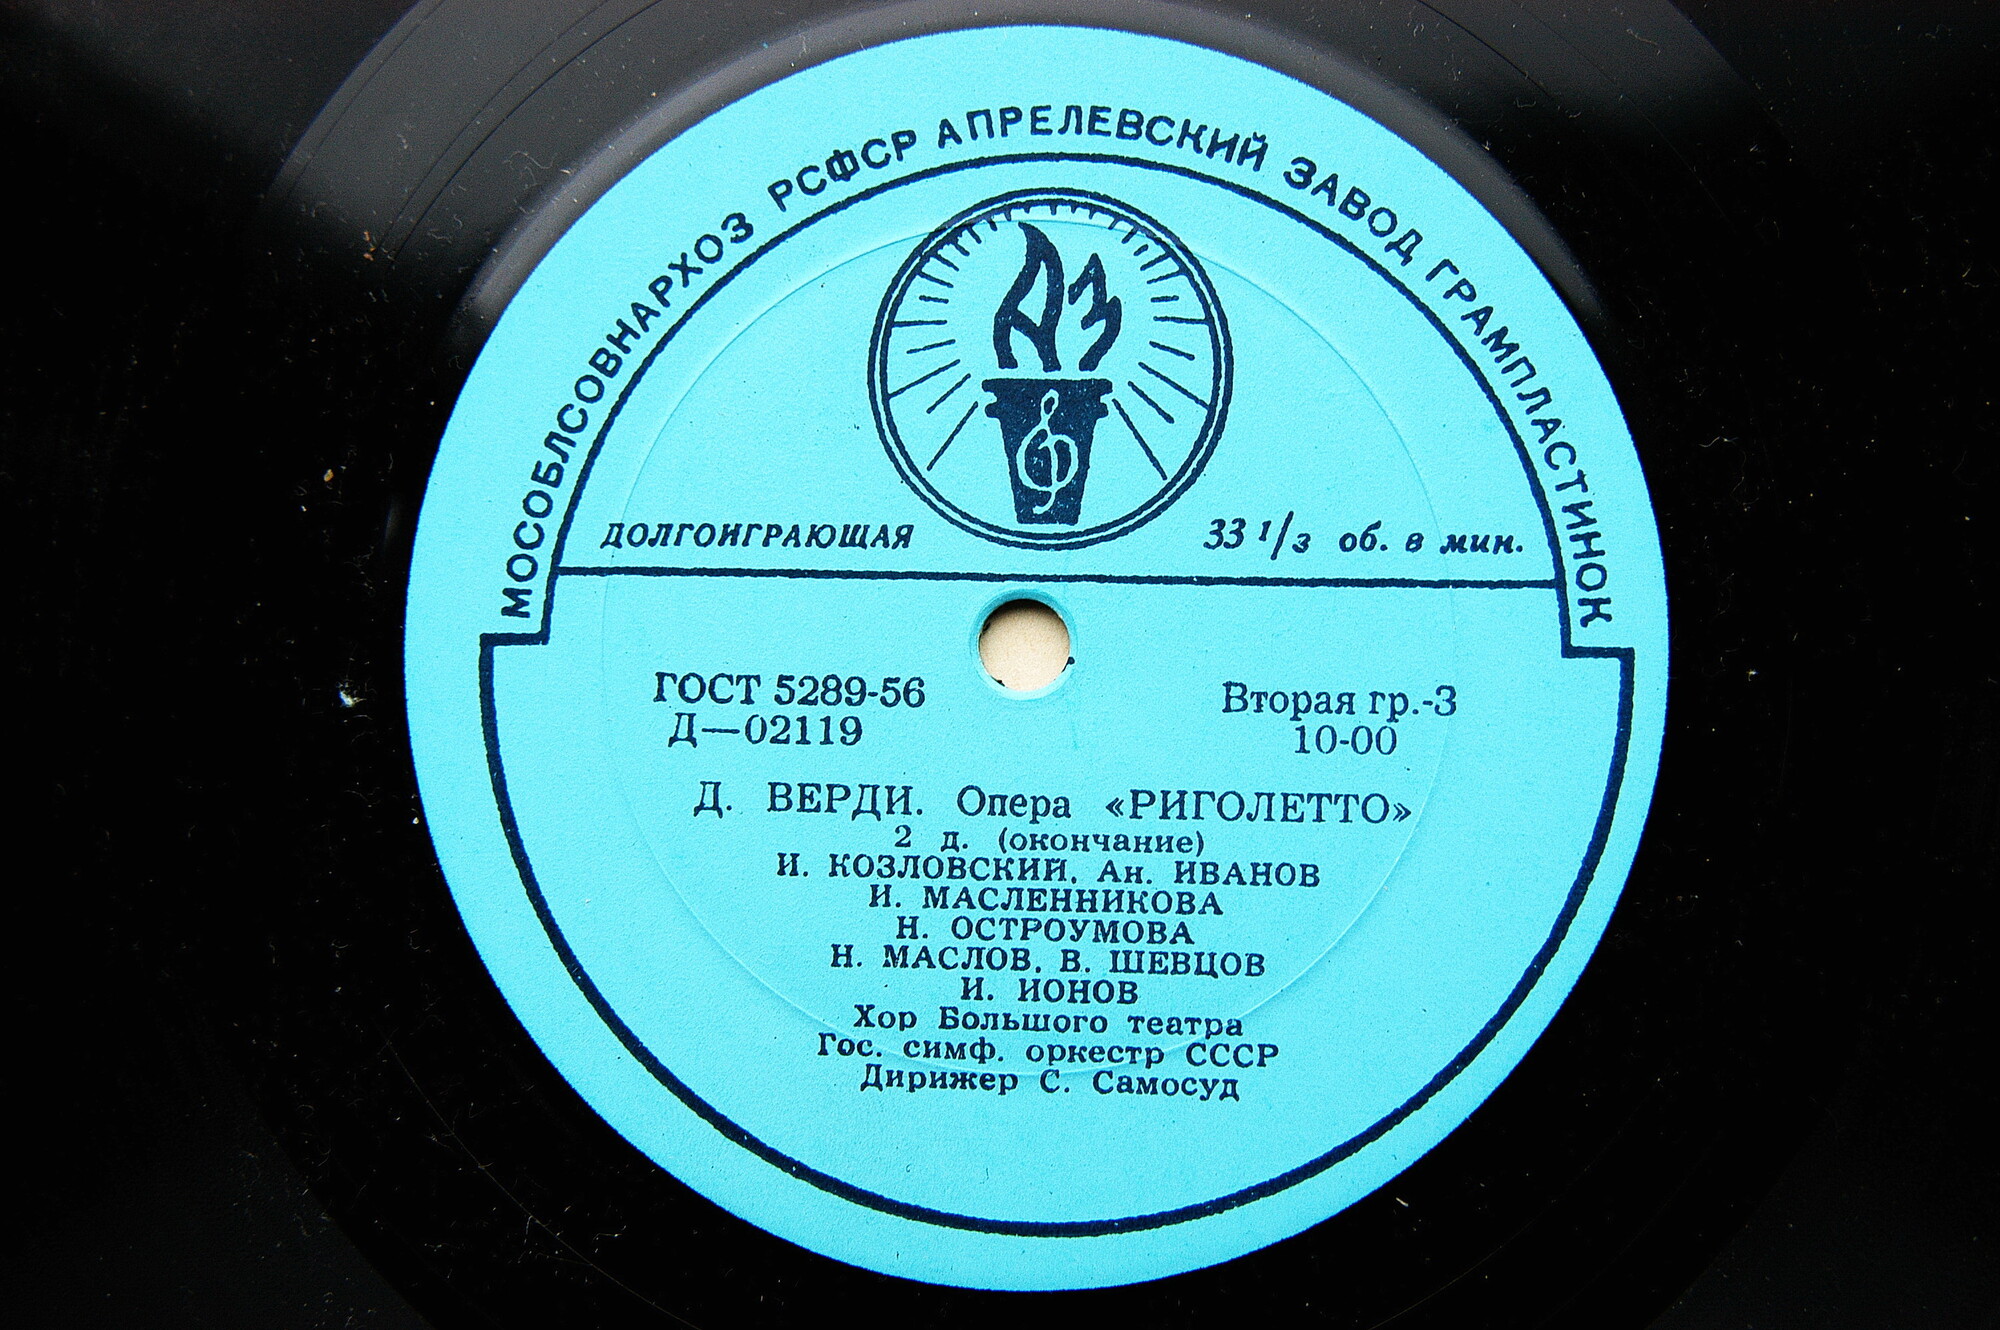 МОСОБЛСОВНАРХОЗ РСФСР АПРЕЛЕВСКИЙ ЗАВОД ГРАМПЛАСТИНОК
АЗ
ДОЛГОИГРАЮЩАЯ
33 1/3 об. в мин.
ГОСТ 5289-56
Д—02119
Вторая гр.-3
10-00
Д. ВЕРДИ. Опера «РИГОЛЕТТО»
2 д. (окончание)
И. КОЗЛОВСКИЙ, Ан. ИВАНОВ
И. МАСЛЕННИКОВА
Н. ОСТРОУМОВА
Н. МАСЛОВ, В. ШЕВЦОВ
И. ИОНОВ
Хор Большого театра
Гос. симф. оркестр СССР
Дирижер С. Самосуд